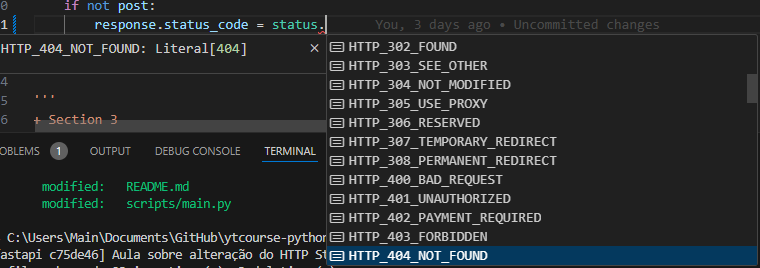 if not post:
1 response.status_code = status. You, 3 days ago • Uncommitted changes
HTTP_404_NOT_FOUND: Literal[404]
4
5 '''
6 + Section 3
HTTP_302_FOUND
HTTP_303_SEE_OTHER
HTTP_304_NOT_MODIFIED
HTTP_305_USE_PROXY
HTTP_306_RESERVED
HTTP_307_TEMPORARY_REDIRECT
HTTP_308_PERMANENT_REDIRECT
HTTP_400_BAD_REQUEST
HTTP_401_UNAUTHORIZED
HTTP_402_PAYMENT_REQUIRED
HTTP_403_FORBIDDEN
HTTP_404_NOT_FOUND
OBLEMS 1 OUTPUT DEBUG CONSOLE TERMINAL
modified: README.md
modified: scripts/main.py
C:\Users\Main\Documents\GitHub\ytcourse-python
astapi c75de46] Aula sobre alteração do HTTP St